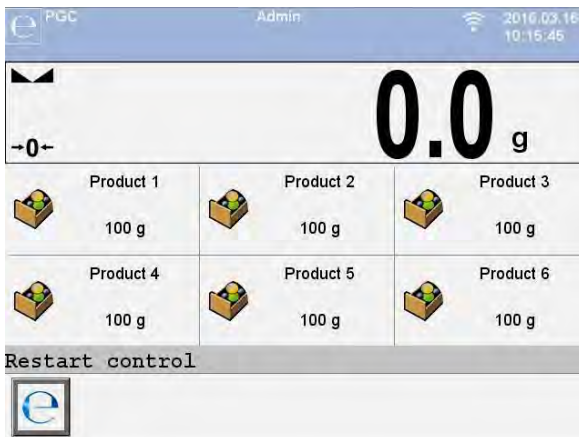 PGC
Admin
2016.03.16
10:15:45
→0←
0.0 g
Product 1
100 g
Product 2
100 g
Product 3
100 g
Product 4
100 g
Product 5
100 g
Product 6
100 g
Restart control